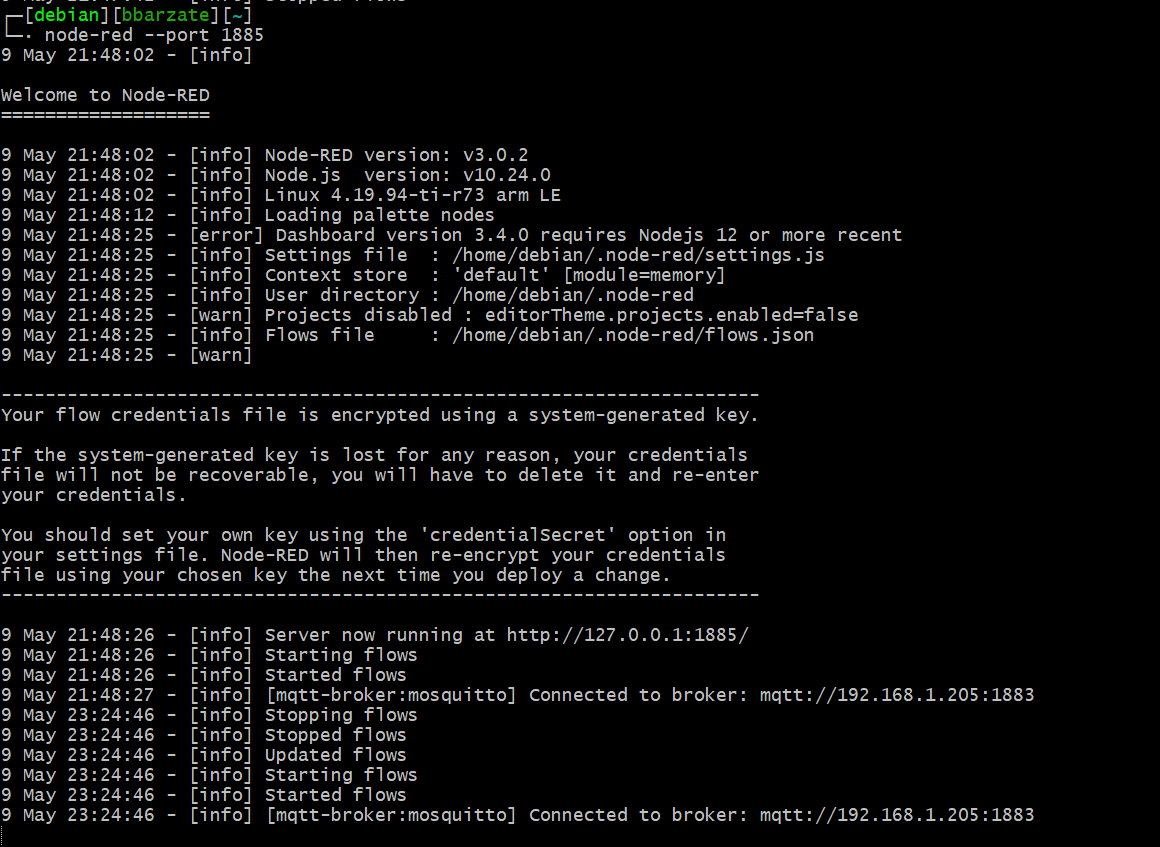 ┌─[debian][bbarzate][~]
└─. node-red --port 1885
9 May 21:48:02 - [info]
Welcome to Node-RED
===================
9 May 21:48:02 - [info] Node-RED version: v3.0.2
9 May 21:48:02 - [info] Node.js  version: v10.24.0
9 May 21:48:02 - [info] Linux 4.19.94-ti-r73 arm LE
9 May 21:48:12 - [info] Loading palette nodes
9 May 21:48:25 - [error] Dashboard version 3.4.0 requires Nodejs 12 or more recent
9 May 21:48:25 - [info] Settings file  : /home/debian/.node-red/settings.js
9 May 21:48:25 - [info] Context store  : 'default' [module=memory]
9 May 21:48:25 - [info] User directory : /home/debian/.node-red
9 May 21:48:25 - [warn] Projects disabled : editorTheme.projects.enabled=false
9 May 21:48:25 - [info] Flows file     : /home/debian/.node-red/flows.json
9 May 21:48:25 - [warn]
---------------------------------------------------------------------
Your flow credentials file is encrypted using a system-generated key.
If the system-generated key is lost for any reason, your credentials
file will not be recoverable, you will have to delete it and re-enter
your credentials.
You should set your own key using the 'credentialSecret' option in
your settings file. Node-RED will then re-encrypt your credentials
file using your chosen key the next time you deploy a change.
---------------------------------------------------------------------
9 May 21:48:26 - [info] Server now running at http://127.0.0.1:1885/
9 May 21:48:26 - [info] Starting flows
9 May 21:48:26 - [info] Started flows
9 May 21:48:27 - [info] [mqtt-broker:mosquitto] Connected to broker: mqtt://192.168.1.205:1883
9 May 23:24:46 - [info] Stopping flows
9 May 23:24:46 - [info] Stopped flows
9 May 23:24:46 - [info] Updated flows
9 May 23:24:46 - [info] Starting flows
9 May 23:24:46 - [info] Started flows
9 May 23:24:46 - [info] [mqtt-broker:mosquitto] Connected to broker: mqtt://192.168.1.205:1883